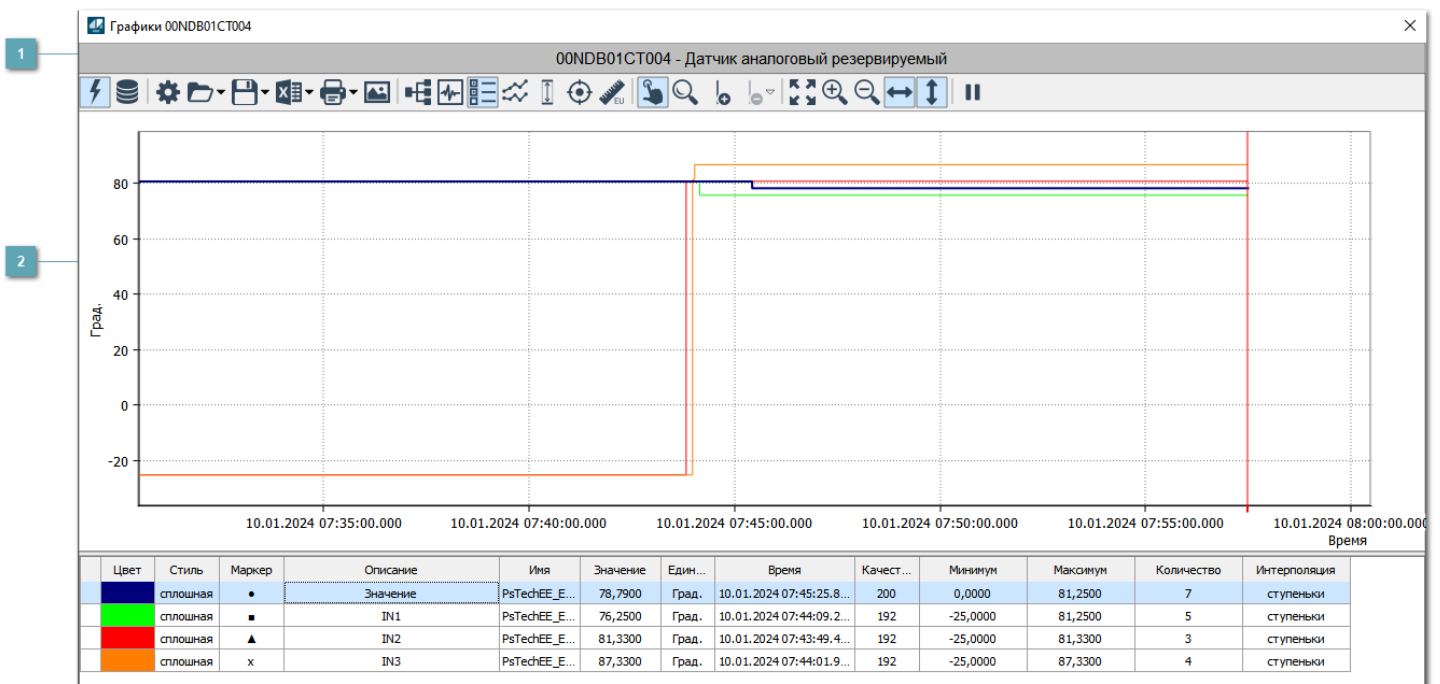 Графики 00NDB01CT004
1
00NDB01CT004 - Датчик аналоговый резервируемый
EU
2
80
60
40
20
0
-20
Град.
10.01.2024 07:35:00.000 10.01.2024 07:40:00.000 10.01.2024 07:45:00.000 10.01.2024 07:50:00.000 10.01.2024 07:55:00.000 10.01.2024 08:00:00.000
Время
Цвет Стиль Маркер Описание Имя Значение Един... Время Качест... Минимум Максимум Количество Интерполяция
сплошная Значение PsTechEE_E... 78,7900 Град. 10.01.2024 07:45:25.8... 200 0,0000 81,2500 7 ступеньки
сплошная IN1 PsTechEE_E... 76,2500 Град. 10.01.2024 07:44:09.2... 192 -25,0000 81,2500 5 ступеньки
сплошная IN2 PsTechEE_E... 81,3300 Град. 10.01.2024 07:43:49.4... 192 -25,0000 81,3300 3 ступеньки
сплошная x IN3 PsTechEE_E... 87,3300 Град. 10.01.2024 07:44:01.9... 192 -25,0000 87,3300 4 ступеньки